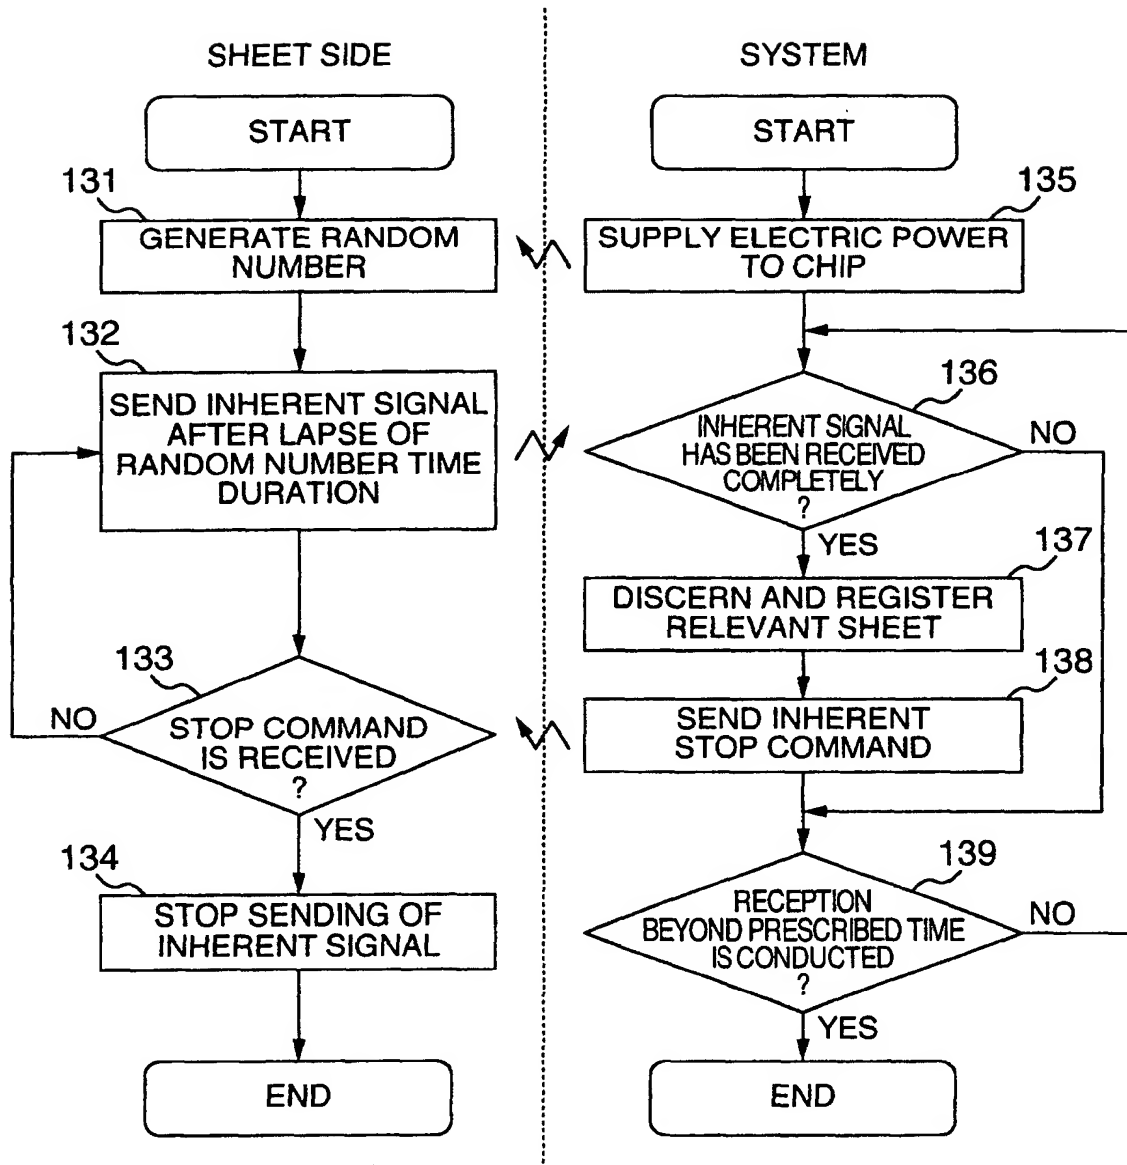 SHEET SIDE
START
131
GENERATE RANDOM
NUMBER
132
SEND INHERENT SIGNAL
AFTER LAPSE OF
RANDOM NUMBER TIME
DURATION
133
NO
STOP COMMAND
IS RECEIVED
?
YES
134
STOP SENDING OF
INHERENT SIGNAL
END
SYSTEM
START
135
SUPPLY ELECTRIC POWER
TO CHIP
136
INHERENT SIGNAL
HAS BEEN RECEIVED
COMPLETELY
?
NO
YES
137
DISCERN AND REGISTER
RELEVANT SHEET
138
SEND INHERENT
STOP COMMAND
139
RECEPTION
BEYOND PRESCRIBED TIME
IS CONDUCTED
?
NO
YES
END